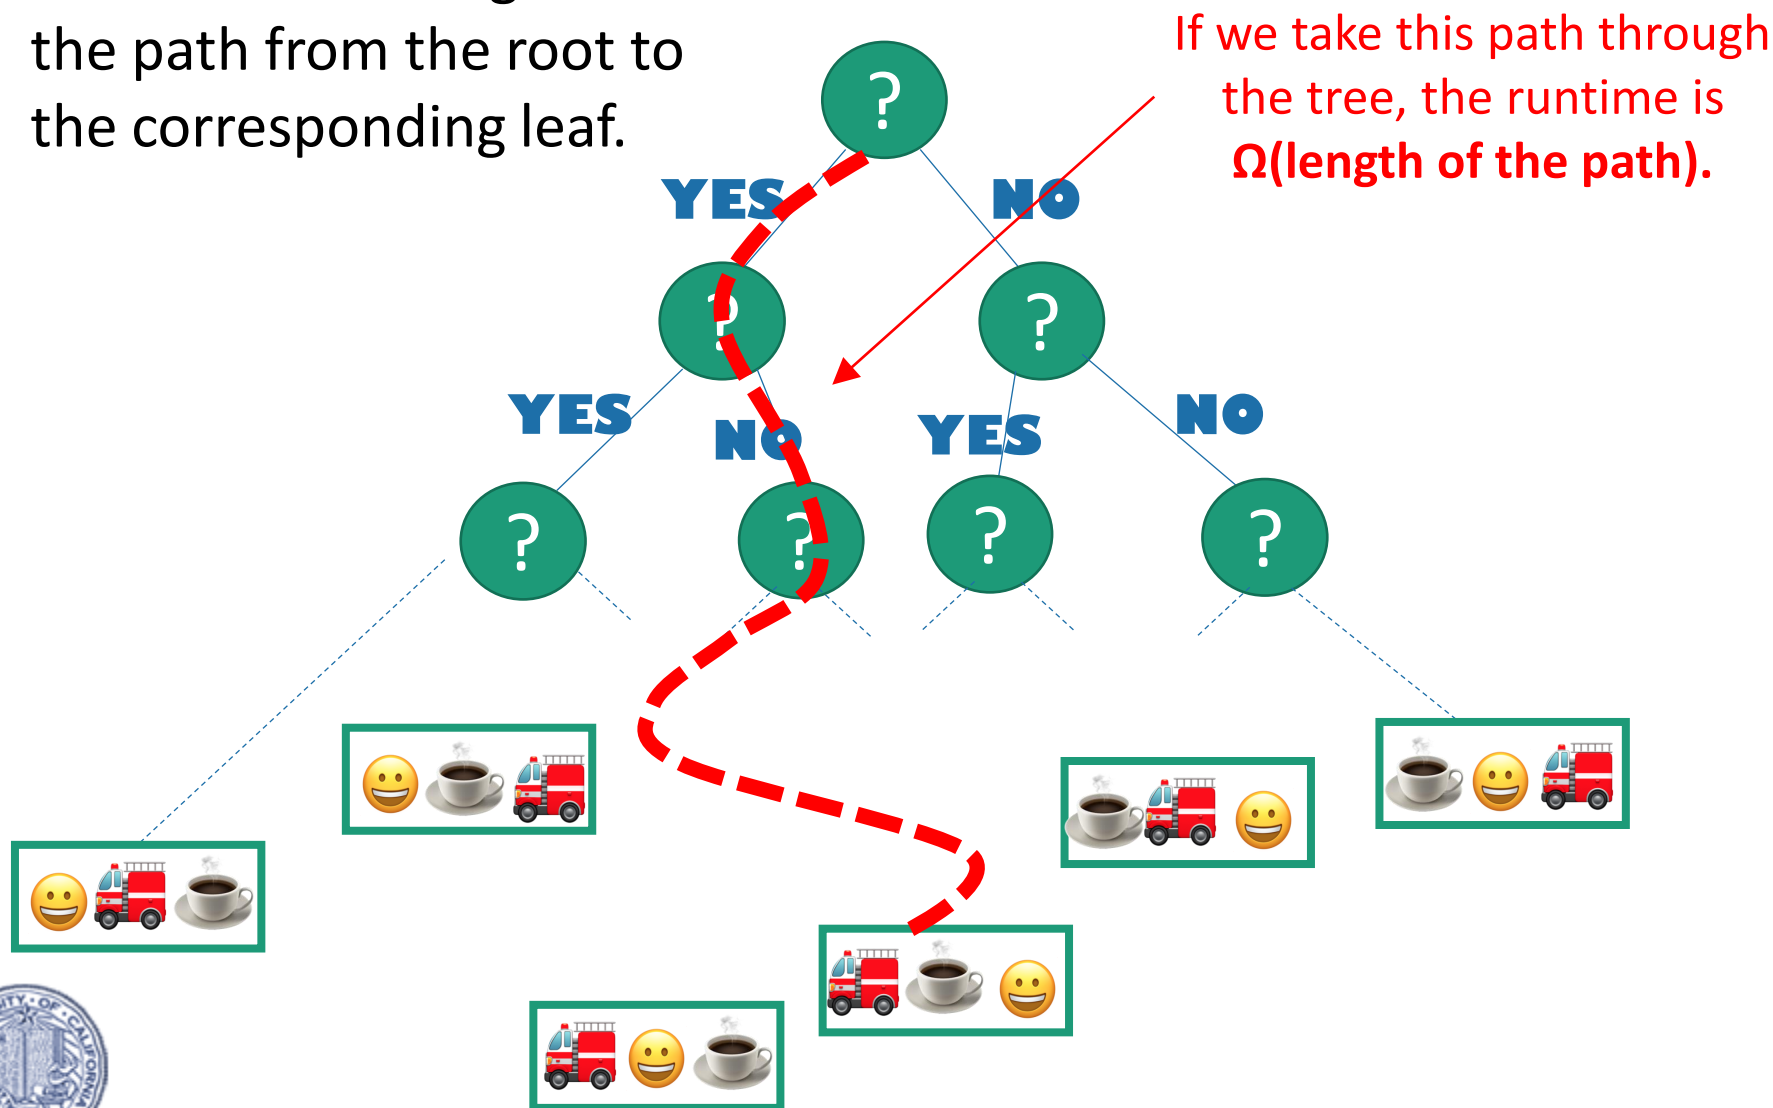 the path from the root to
the corresponding leaf.
If we take this path through
the tree, the runtime is
Ω(length of the path).
?
YES
NO
?
?
YES
NO
YES
NO
?
?
?
?